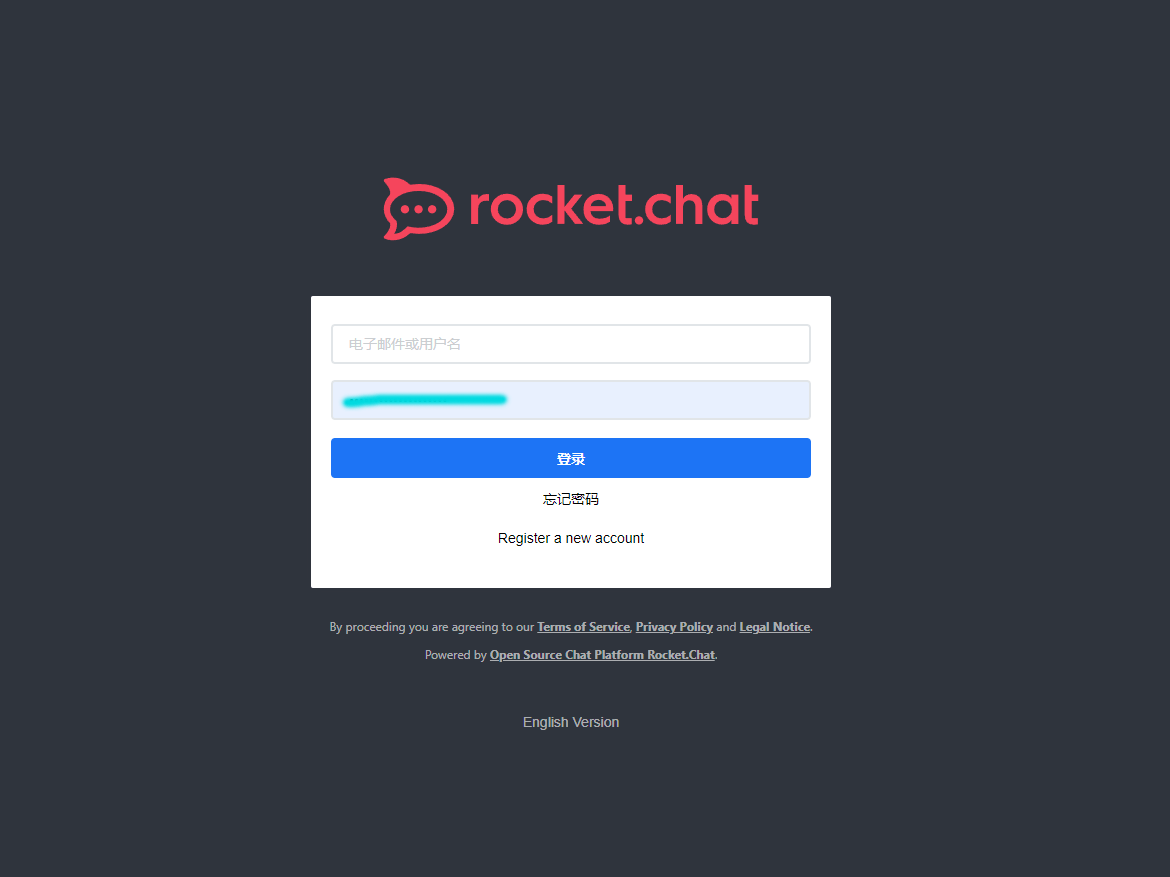 rocket.chat
电子邮件或用户名
登录
忘记密码
Register a new account
By proceeding you are agreeing to our Terms of Service, Privacy Policy and Legal Notice.
Powered by Open Source Chat Platform Rocket.Chat.
English Version